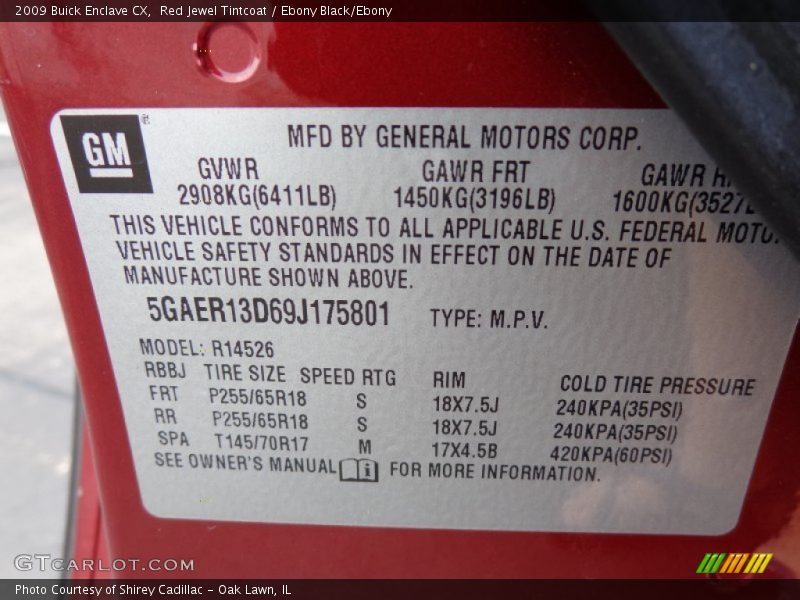 2009 Buick Enclave CX, Red Jewel Tintcoat / Ebony Black/Ebony
GM
MFD BY GENERAL MOTORS CORP.
GVWR GAWR FRT GAWR
2908KG(6411LB) 1450KG(3196LB) 1600KG(3527
THIS VEHICLE CONFORMS TO ALL APPLICABLE U.S. FEDERAL
VEHICLE SAFETY STANDARDS IN EFFECT ON THE DATE OF
MANUFACTURE SHOWN ABOVE.
5GAER13D69J175801 TYPE: M.P.V.
MODEL: R14526
RBBJ TIRE SIZE SPEED RTG RIM COLD TIRE PRESSURE
FRT P255/65R18 S 18X7.5J 240KPA(35PSI)
RR P255/65R18 S 18X7.5J 240KPA(35PSI)
SPA T145/70R17 M 17X4.5B 420KPA(60PSI)
SEE OWNER'S MANUAL i FOR MORE INFORMATION.
GTCARLOT.COM
Photo Courtesy of Shirey Cadillac - Oak Lawn, IL